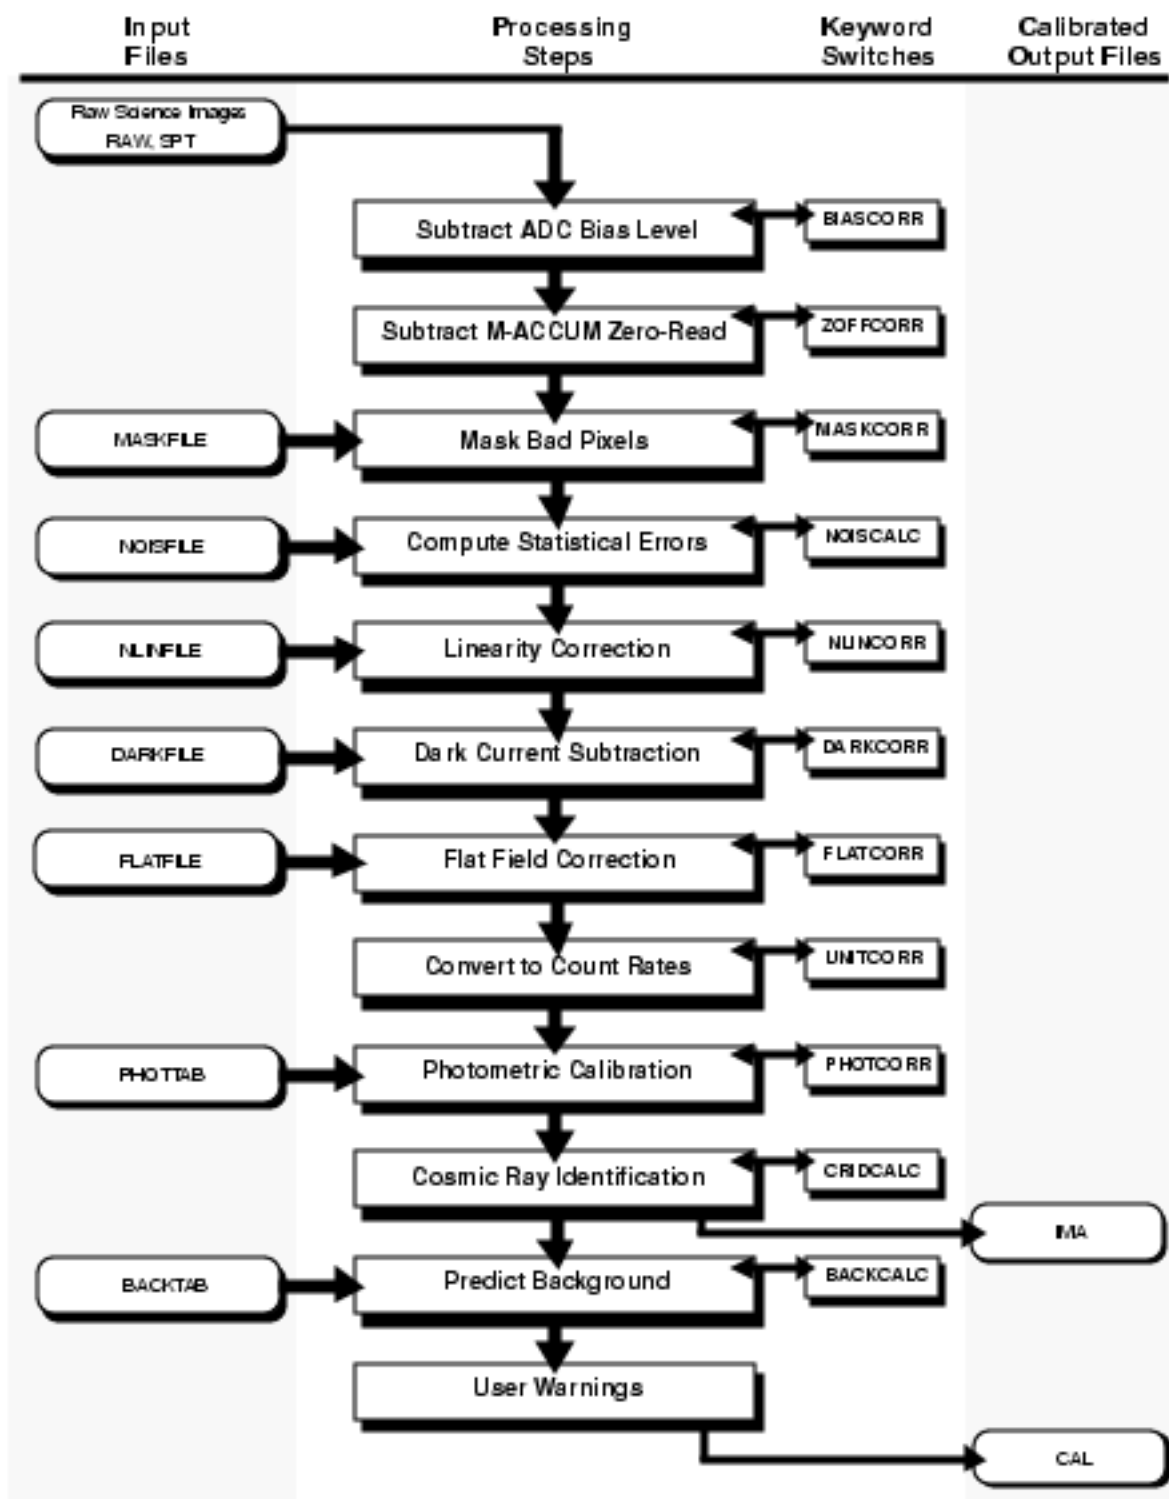 Input Files
Processing Steps
Keyword Switches
Calibrated Output Files
Raw Science Images
RAW, SPT
Subtract ADC Bias Level
BIASCORR
Subtract M-ACCUM Zero-Read
ZOFFCORR
MASKFILE
Mask Bad Pixels
MASKCORR
NOISFILE
Compute Statistical Errors
NOISCALC
NLINFILE
Linearity Correction
NLINCORR
DARKFILE
Dark Current Subtraction
DARKCORR
FLATFILE
Flat Field Correction
FLATCORR
Convert to Count Rates
UNITCORR
PHOTTAB
Photometric Calibration
PHOTCORR
Cosmic Ray Identification
CRIDCALC
IMA
BACKTAB
Predict Background
BACKCALC
User Warnings
CAL